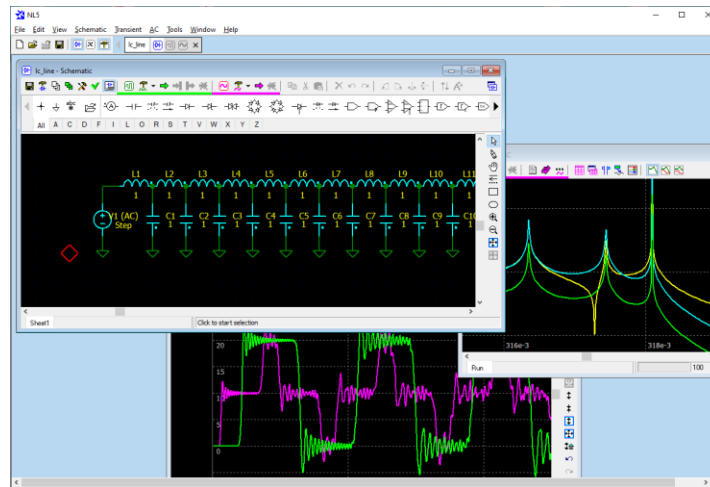 NL5
File Edit View Schematic Transient AC Tools Window Help
lc_line
lc_line - Schematic
All A C D F I L O R S T V W X Y Z
L1 L2 L3 L4 L5 L6 L7 L8 L9 L10 L11
1 1 1 1 1 1 1 1 1 1 1
V1 (AC) C1 C2 C3 C4 C5 C6 C7 C8 C9 C10
Step 1 1 1 1 1 1 1 1 1 1
Sheet1 Click to start selection
316e-3 318e-3
Run 100
20
15
10
5
0